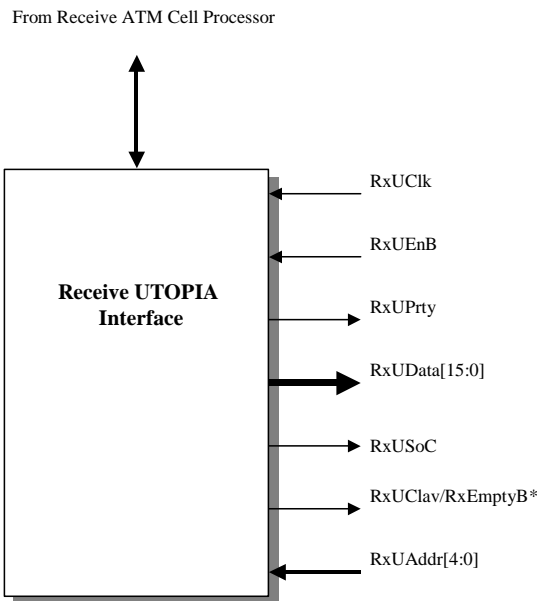 From Receive ATM Cell Processor
RxUClk
RxUEnB
Receive UTOPIA
Interface
RxUPrty
RxUData[15:0]
RxUSoC
RxUClav/RxEmptyB*
RxUAddr[4:0]